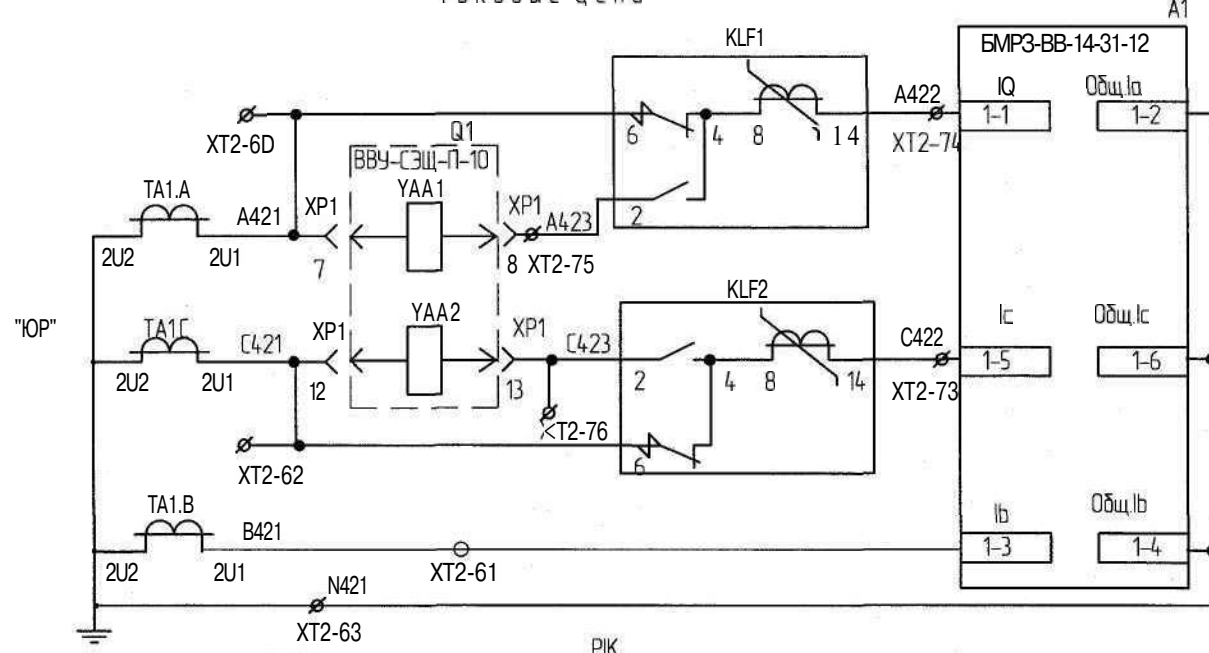 A1
KLF1
БМРЗ-ВВ-14-31-12
IQ
Общ.Ia
A422
1-1
1-2
XT2-6D
Q1
6
4
8
14
XT2-74
ВВУ-СЭЩ-П-10
TA1.A
YAA1
A421
XP1
XP1
A423
2
2U2
2U1
7
8
XT2-75
YAA2
KLF2
"ЮР"
TA1Г
C421
XP1
XP1
C423
C422
Ic
Общ.Ic
1-5
1-6
2U2
2U1
12
13
2
4
8
14
XT2-73
<T2-76
6
XT2-62
TA1.B
B421
Ib
Общ.Ib
1-3
1-4
2U2
2U1
XT2-61
N421
XT2-63
PIK